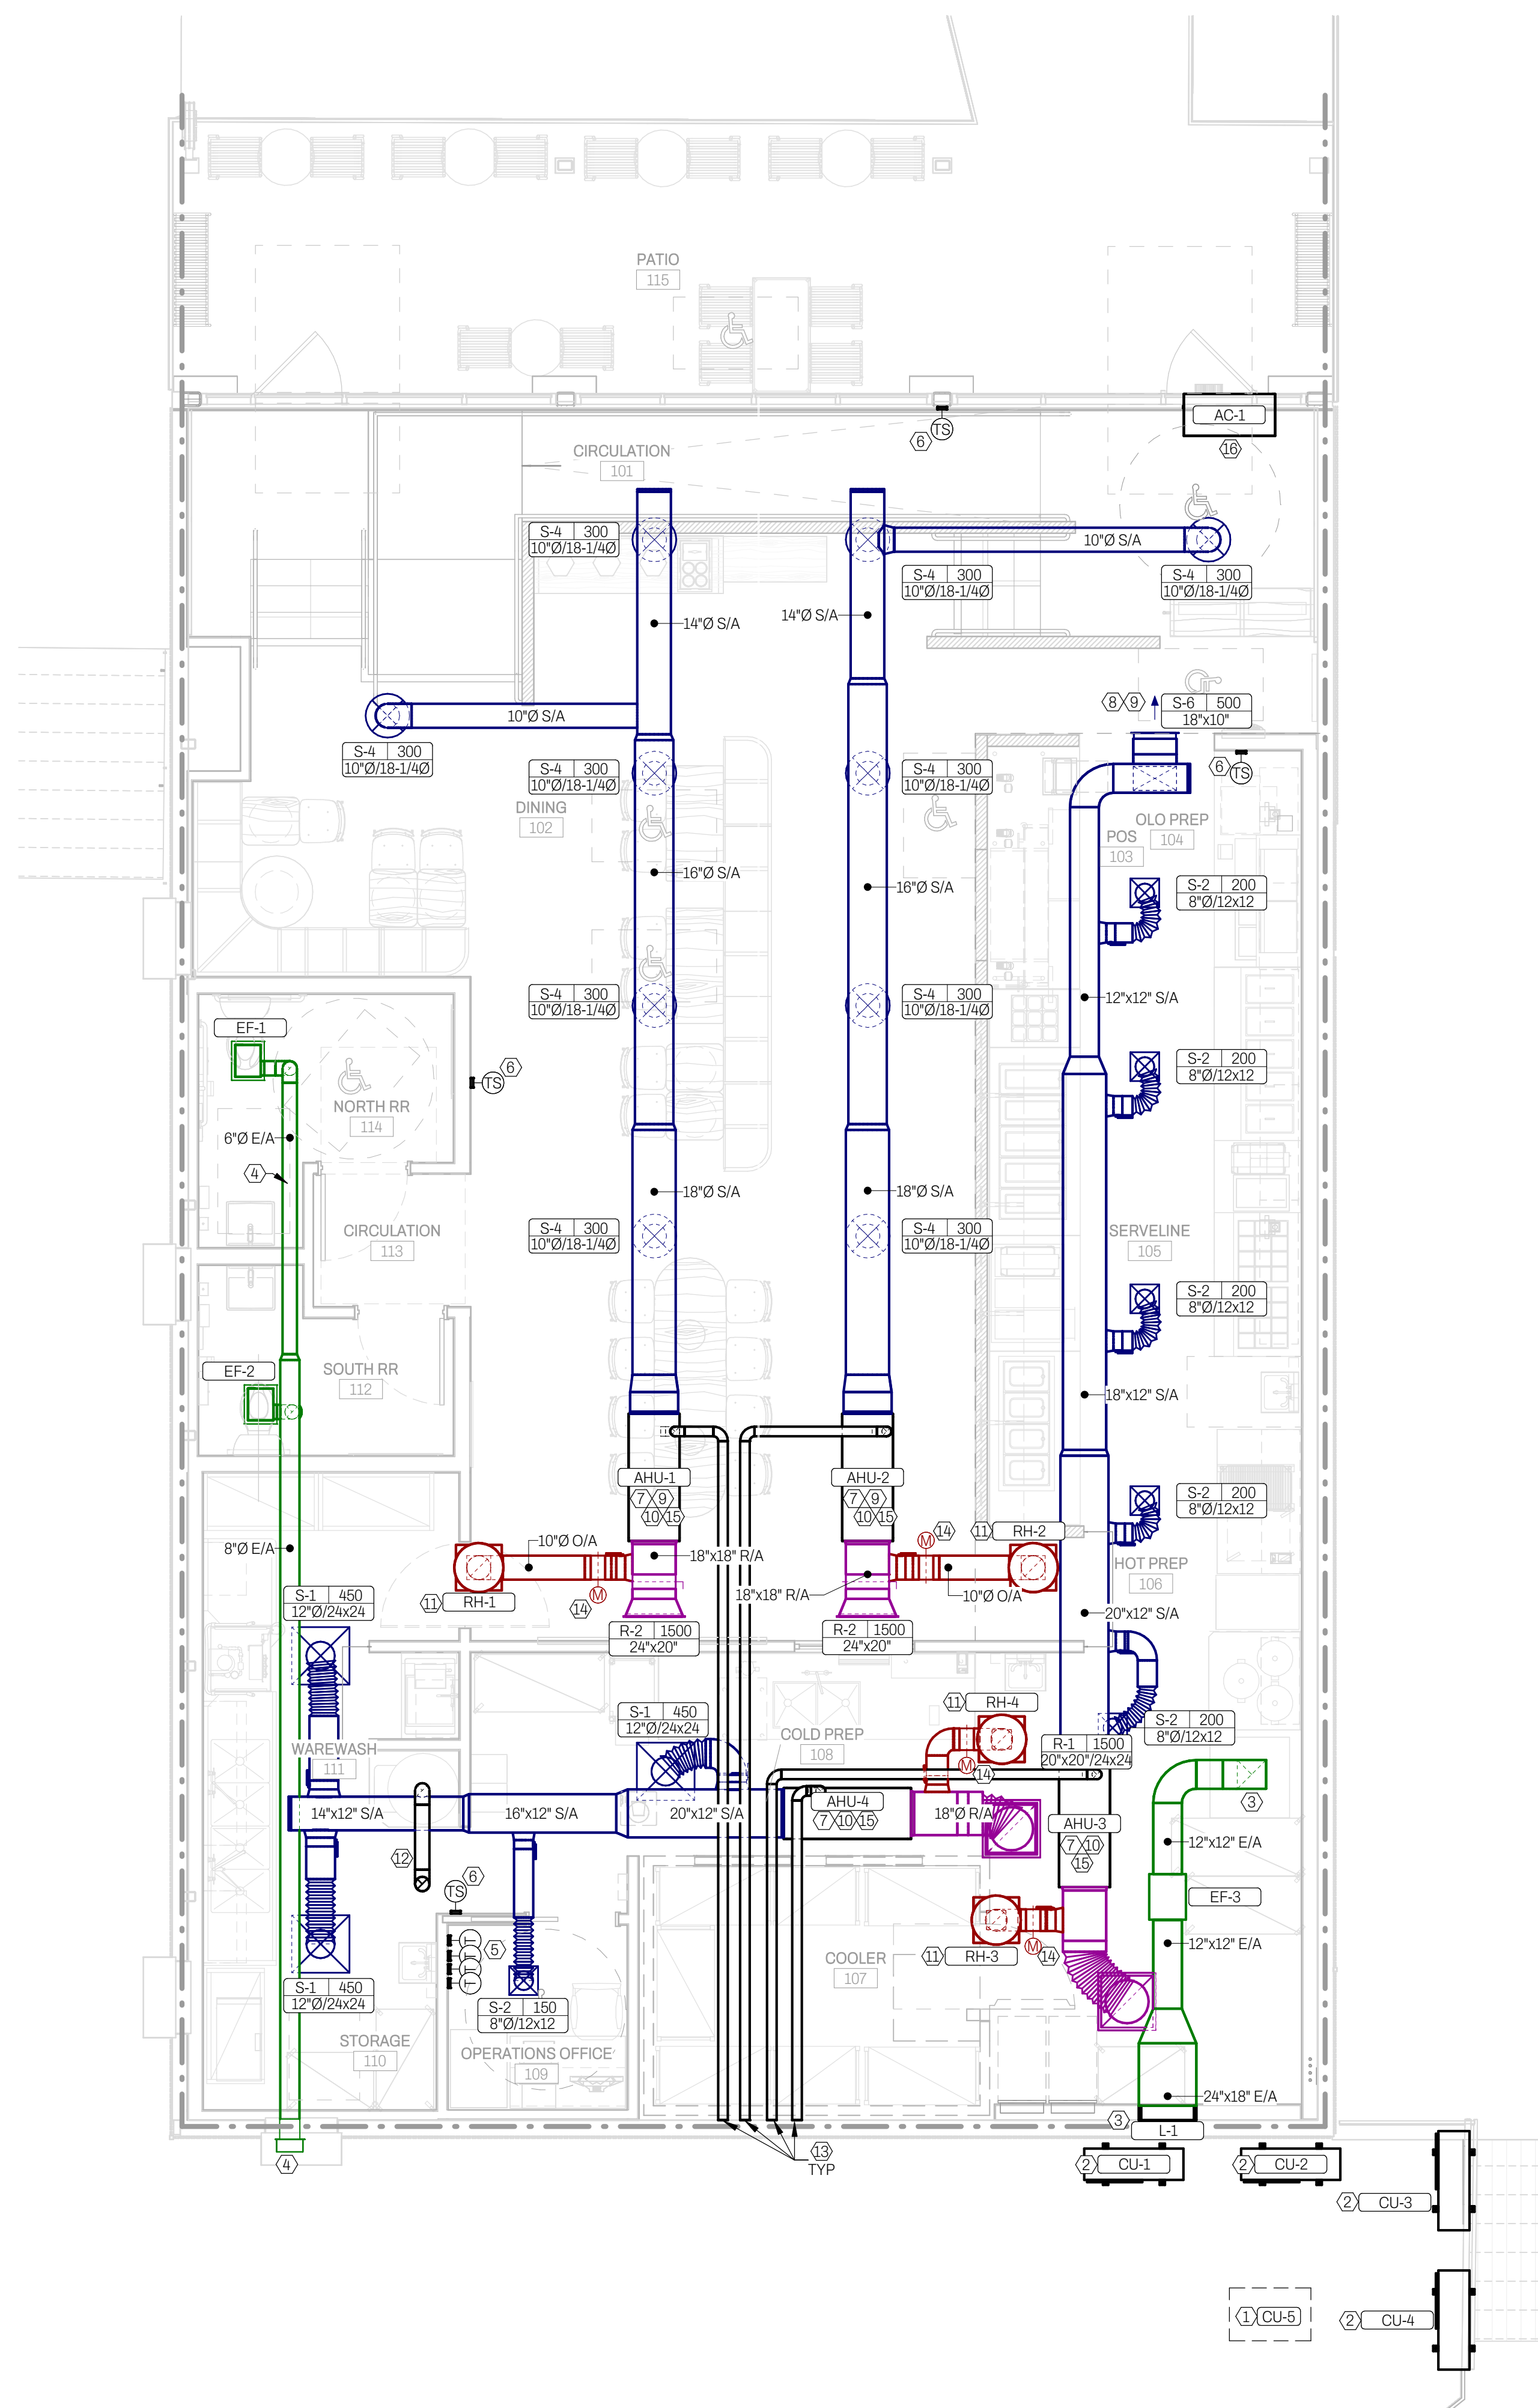 PATIO
115
AC-1
TS
6
16
CIRCULATION
101
S-4 300
10"Ø/18-1/4Ø
10"Ø S/A
S-4 300
10"Ø/18-1/4Ø
S-4 300
10"Ø/18-1/4Ø
14"Ø S/A
14"Ø S/A
8 9
S-6 500
18"x10"
10"Ø S/A
S-4 300
10"Ø/18-1/4Ø
6
TS
S-4 300
10"Ø/18-1/4Ø
S-4 300
10"Ø/18-1/4Ø
DINING
102
OLO PREP
104
POS
103
16"Ø S/A
16"Ø S/A
S-2 200
8"Ø/12x12
S-4 300
10"Ø/18-1/4Ø
S-4 300
10"Ø/18-1/4Ø
12"x12" S/A
EF-1
6
TS
S-2 200
8"Ø/12x12
NORTH RR
114
6"Ø E/A
4
18"Ø S/A
18"Ø S/A
CIRCULATION
113
S-4 300
10"Ø/18-1/4Ø
S-4 300
10"Ø/18-1/4Ø
SERVELINE
105
S-2 200
8"Ø/12x12
EF-2
SOUTH RR
112
18"x12" S/A
AHU-1
7 9
10 15
AHU-2
7 9
10 15
S-2 200
8"Ø/12x12
8"Ø E/A
10"Ø O/A
M
14
11
RH-2
18"x18" R/A
HOT PREP
106
S-1 450
12"Ø/24x24
11
RH-1
14
M
18"x18" R/A
10"Ø O/A
20"x12" S/A
R-2 1500
24"x20"
R-2 1500
24"x20"
11
RH-4
S-1 450
12"Ø/24x24
COLD PREP
108
S-2 200
8"Ø/12x12
R-1 1500
20"x20"/24x24
WAREWASH
111
M
14
3
14"x12" S/A
16"x12" S/A
20"x12" S/A
AHU-4
7 10 15
18"Ø R/A
AHU-3
7 10
15
12"x12" E/A
12
6
TS
EF-3
T
T
T
T
5
12"x12" E/A
COOLER
107
11
RH-3
M
14
S-1 450
12"Ø/24x24
S-2 150
8"Ø/12x12
STORAGE
110
OPERATIONS OFFICE
109
24"x18" E/A
3
L-1
4
13
TYP
2
CU-1
2
CU-2
2
CU-3
1
CU-5
2
CU-4